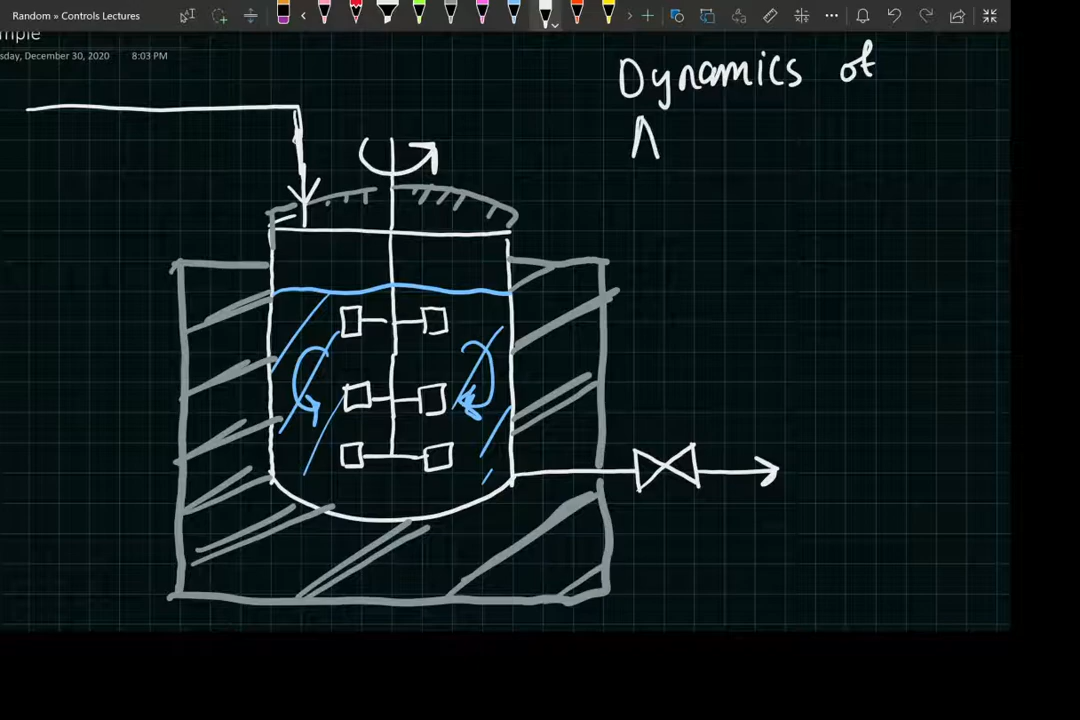 Random » Controls Lectures
mple
sday, December 30, 2020 8:03 PM
Dynamics of